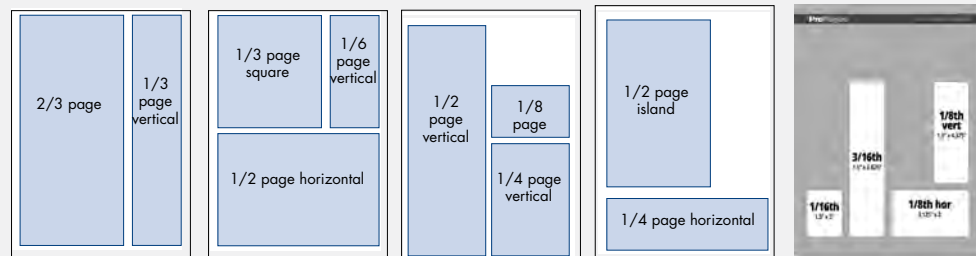 2/3 page
1/3
page
vertical
1/3 page
square
1/6
page
vertical
1/2 page horizontal
1/2
page
vertical
1/8
page
1/4 page
vertical
1/2 page
island
1/4 page horizontal
1/8th
vert
3/16th
1/16th
1/8th hor